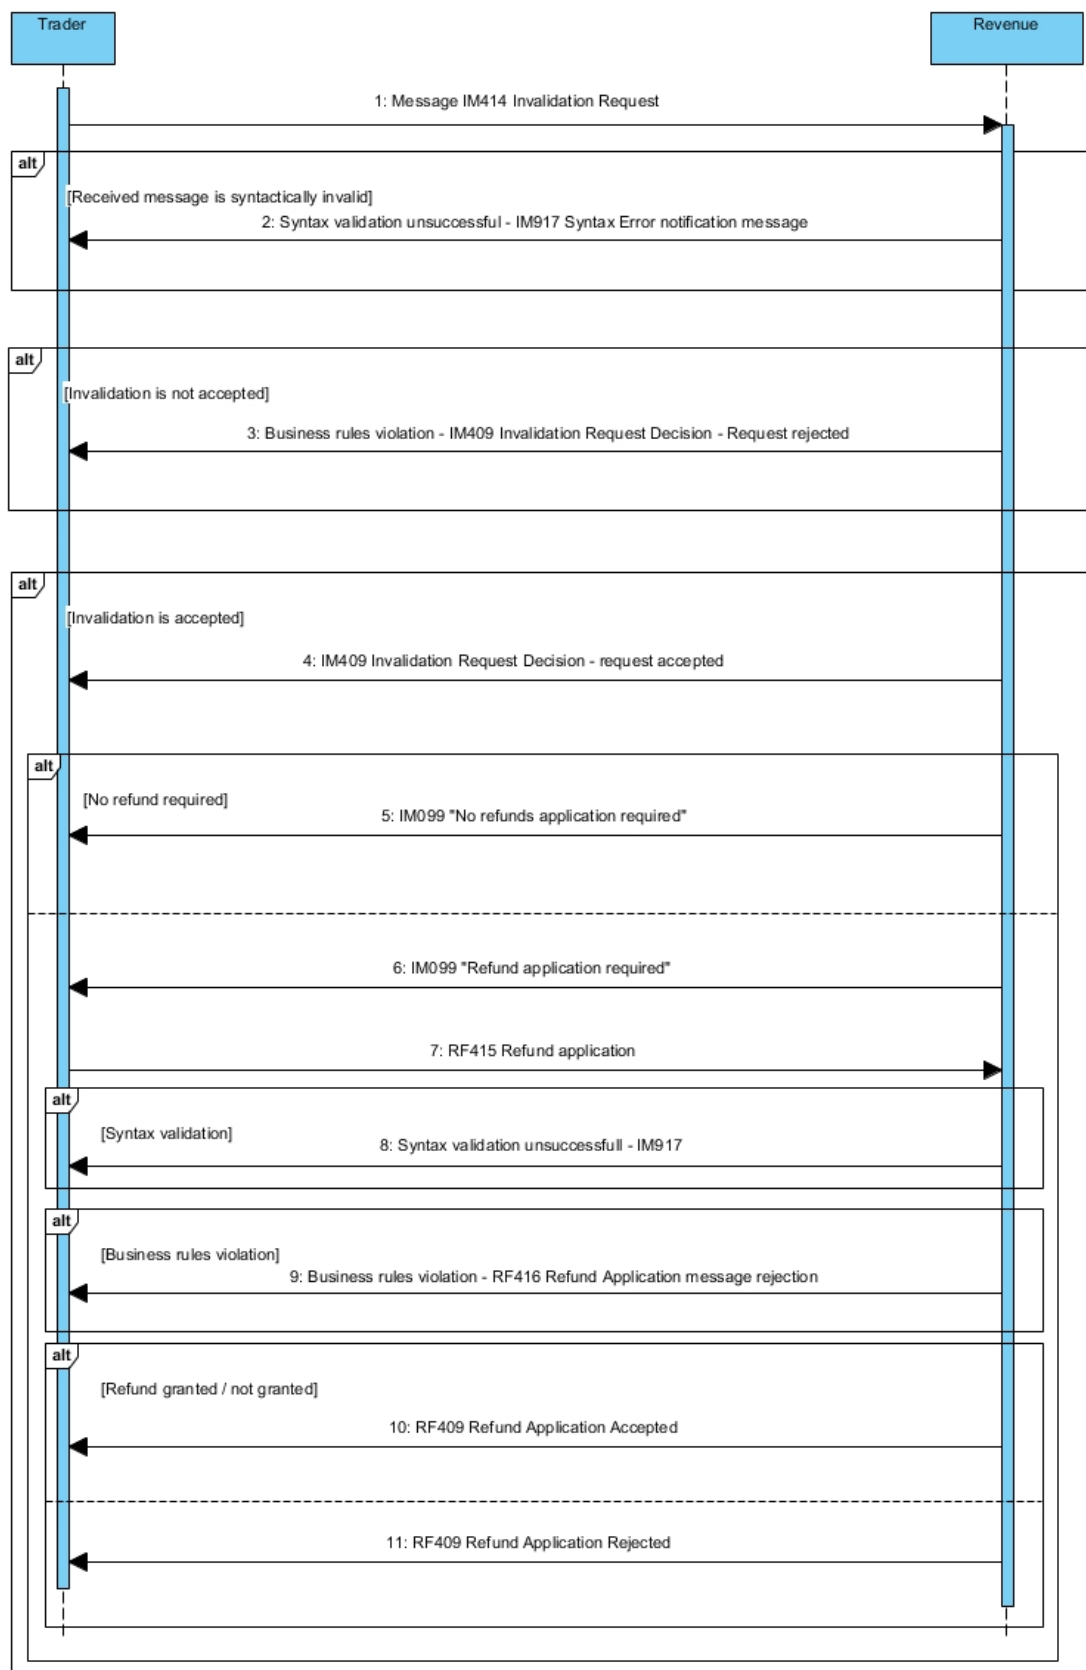 Trader
Revenue
1: Message IM414 Invalidation Request
alt
[Received message is syntactically invalid]
2: Syntax validation unsuccessful - IM917 Syntax Error notification message
alt
[Invalidation is not accepted]
3: Business rules violation - IM409 Invalidation Request Decision - Request rejected
alt
[Invalidation is accepted]
4: IM409 Invalidation Request Decision - request accepted
alt
[No refund required]
5: IM099 "No refunds application required"
6: IM099 "Refund application required"
7: RF415 Refund application
alt
[Syntax validation]
8: Syntax validation unsuccessfull - IM917
alt
[Business rules violation]
9: Business rules violation - RF416 Refund Application message rejection
alt
[Refund granted / not granted]
10: RF409 Refund Application Accepted
11: RF409 Refund Application Rejected